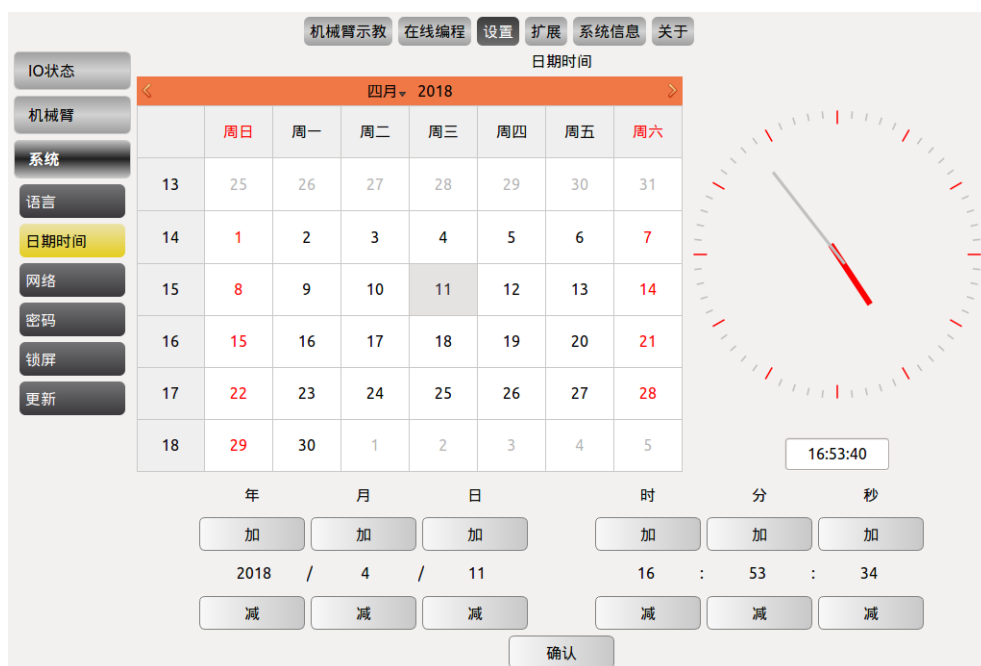 机械臂示教 在线编程 设置 扩展 系统信息 关于
日期时间
IO状态
机械臂
系统
语言
日期时间
网络
密码
锁屏
更新
四月 2018
周日 周一 周二 周三 周四 周五 周六
13 25 26 27 28 29 30 31
14 1 2 3 4 5 6 7
15 8 9 10 11 12 13 14
16 15 16 17 18 19 20 21
17 22 23 24 25 26 27 28
18 29 30 1 2 3 4 5
16:53:40
年 月 日 时 分 秒
加 加 加 加 加 加
2018 / 4 / 11 16 : 53 : 34
减 减 减 减 减 减
确认